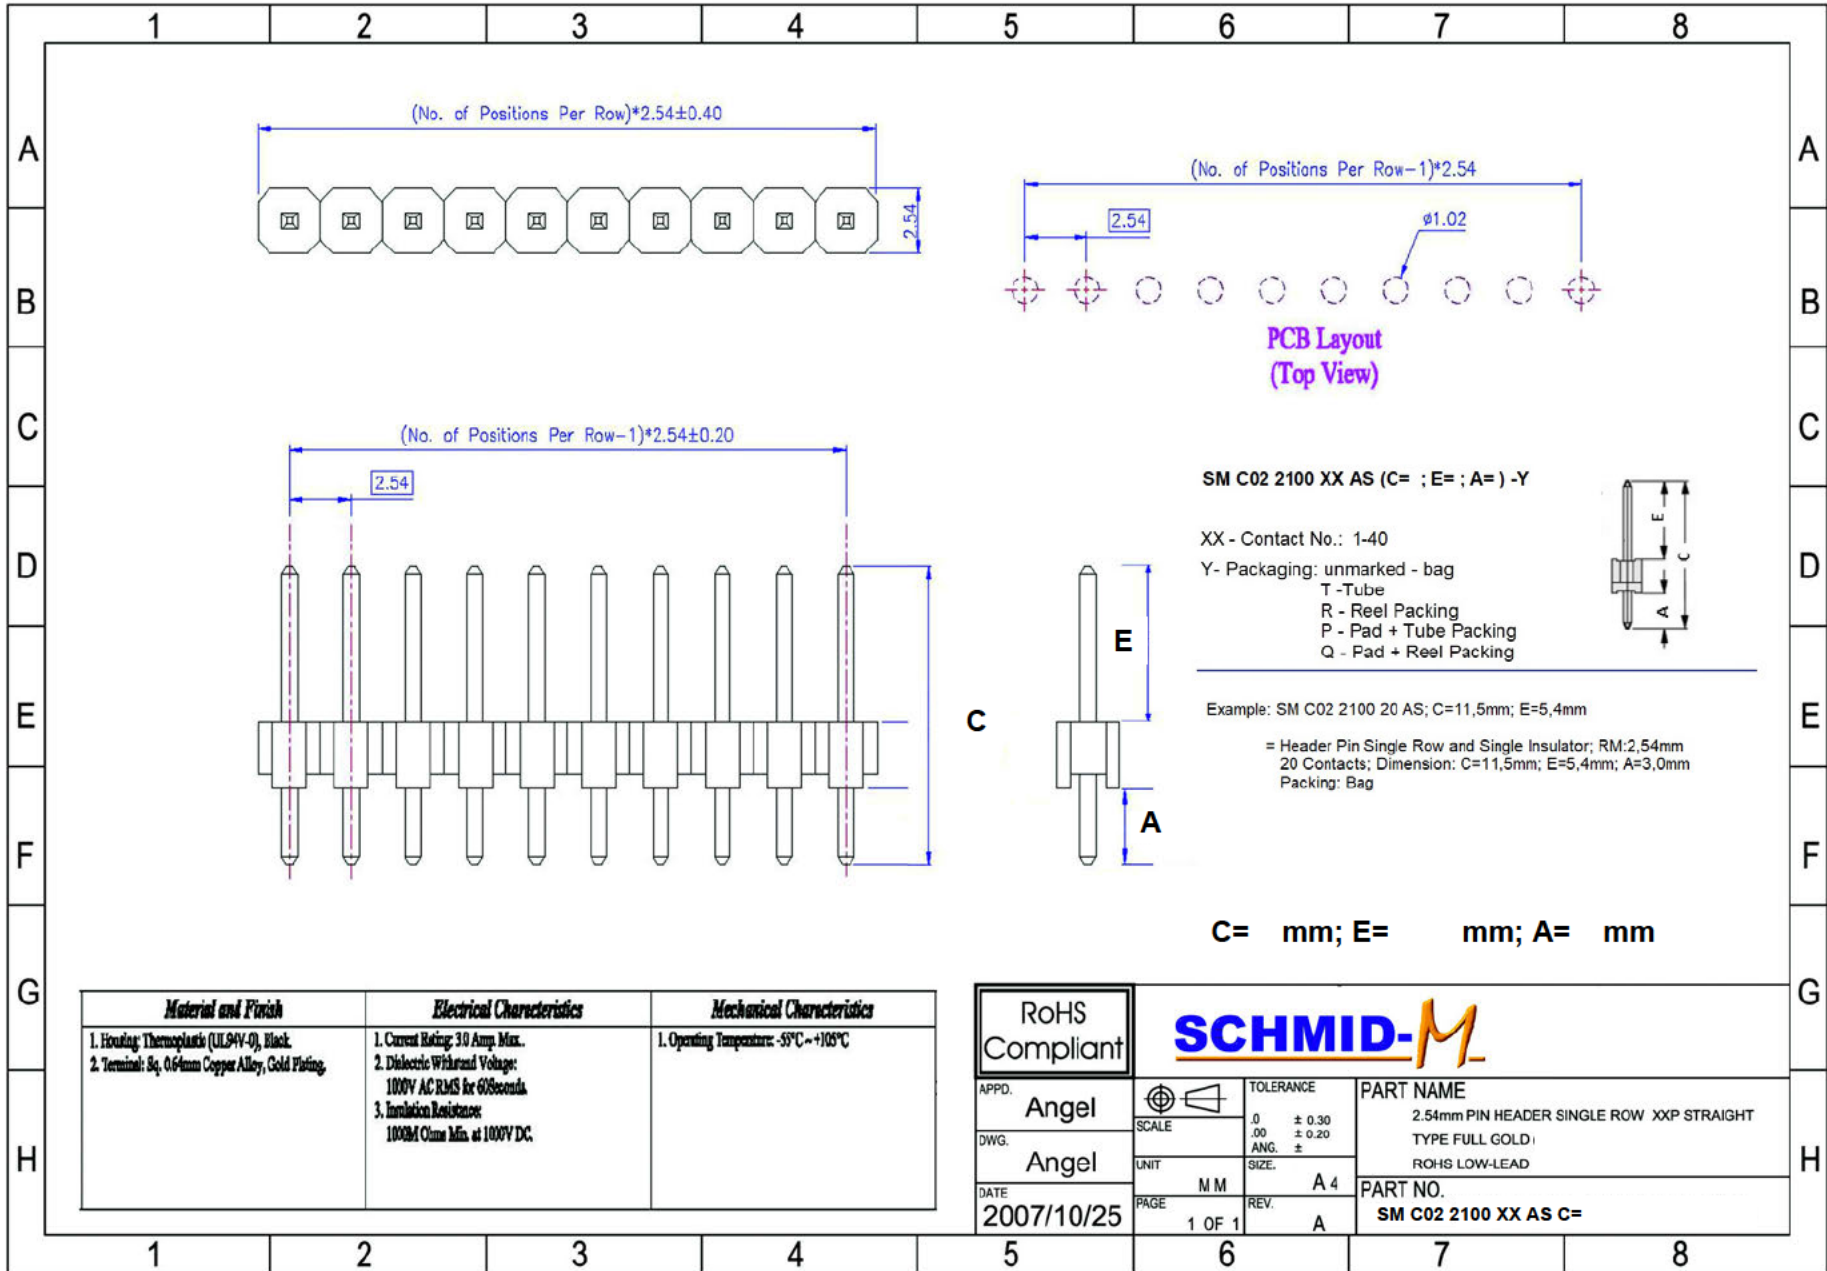 1 2 3 4 5 6 7 8
A
B
C
D
E
F
G
H
A
B
C
D
E
F
G
H
(No. of Positions Per Row)*2.54±0.40
2.54
(No. of Positions Per Row-1)*2.54
2.54
ø1.02
PCB Layout
(Top View)
(No. of Positions Per Row-1)*2.54±0.20
2.54
C
E
A
SM C02 2100 XX AS (C= ; E= ; A= ) -Y
XX - Contact No.: 1-40
Y- Packaging: unmarked - bag
T -Tube
R - Reel Packing
P - Pad + Tube Packing
Q - Pad + Reel Packing
E
C
A
Example: SM C02 2100 20 AS; C=11,5mm; E=5,4mm
= Header Pin Single Row and Single Insulator; RM:2,54mm
20 Contacts; Dimension: C=11,5mm; E=5,4mm; A=3,0mm
Packing: Bag
C= mm; E= mm; A= mm
Material and Finish
1. Housing: Thermoplastic (UL94V-0), Black.
2. Terminal: Sq. 0.64mm Copper Alloy, Gold Plating.
Electrical Characteristics
1. Current Rating: 3.0 Amp Max..
2. Dielectric Withstand Voltage:
1000V AC RMS for 60Seconds.
3. Insulation Resistance:
1000M Ohms Min. at 1000V DC.
Mechanical Characteristics
1. Operating Temperature: -55°C ~ +105°C
RoHS
Compliant
SCHMID-M
APPD.
Angel
DWG.
Angel
DATE
2007/10/25
SCALE
UNIT
MM
PAGE
1 OF 1
TOLERANCE
.0 ± 0.30
.00 ± 0.20
ANG. ±
SIZE.
A 4
REV.
A
PART NAME
2.54mm PIN HEADER SINGLE ROW XXP STRAIGHT
TYPE FULL GOLD
ROHS LOW-LEAD
PART NO.
SM C02 2100 XX AS C=
1 2 3 4 5 6 7 8